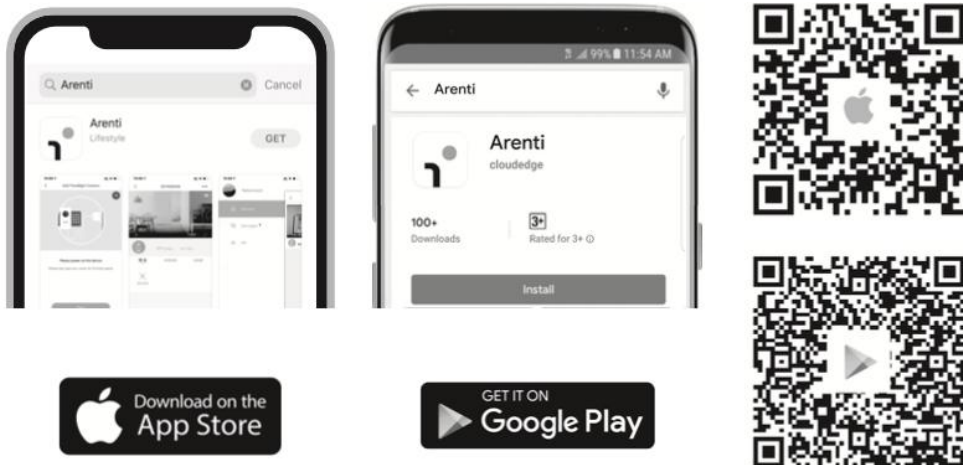 Arenti
Cancel
Arenti
Lifestyle
GET
99% 11:54 AM
Arenti
Arenti
cloudedge
100+
Downloads
3+
Rated for 3+
Install
Download on the
App Store
GET IT ON
Google Play